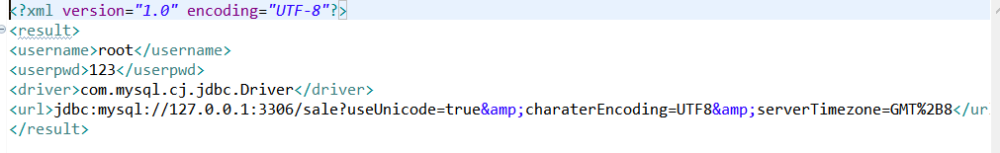 <?xml version="1.0" encoding="UTF-8"?>
<result>
<username>root</username>
<userpwd>123</userpwd>
<driver>com.mysql.cj.jdbc.Driver</driver>
<url>jdbc:mysql://127.0.0.1:3306/sale?useUnicode=true&amp;charaterEncoding=UTF8&amp;serverTimezone=GMT%2B8</ur
</result>